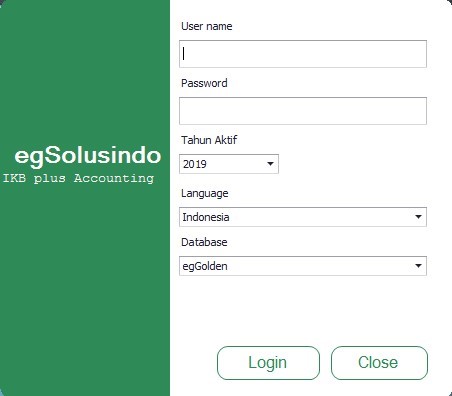 User name
Password
egSolusindo
IKB plus Accounting
Tahun Aktif
2019
Language
Indonesia
Database
egGolden
Login
Close